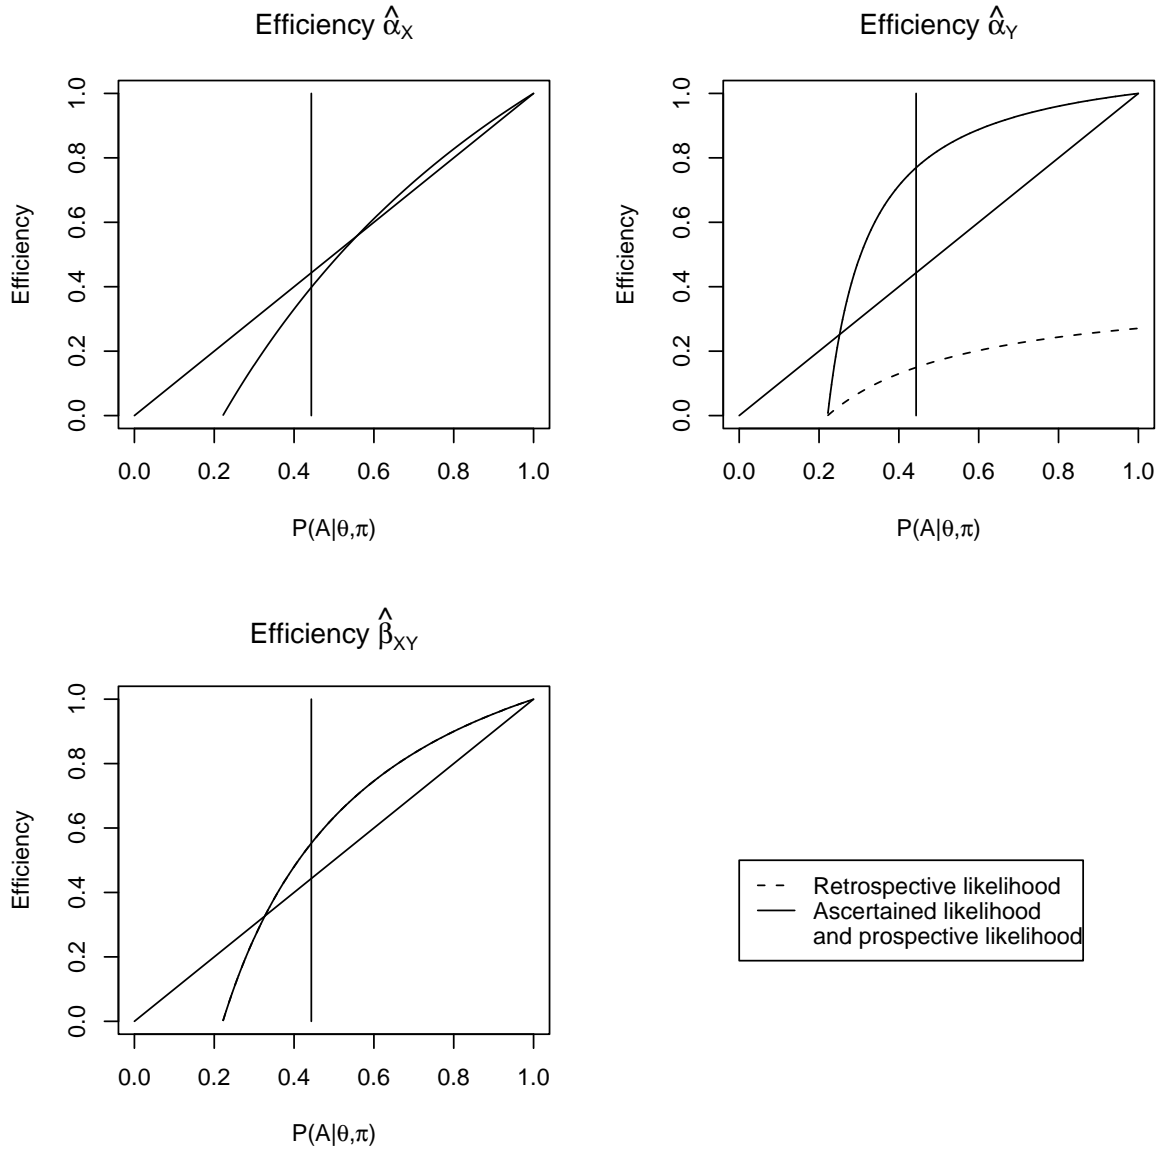 Efficiency α̂X
Efficiency
1.0
0.8
0.6
0.4
0.2
0.0
0.0 0.2 0.4 0.6 0.8 1.0
P(A|θ,π)
Efficiency α̂Y
Efficiency
1.0
0.8
0.6
0.4
0.2
0.0
0.0 0.2 0.4 0.6 0.8 1.0
P(A|θ,π)
Efficiency β̂XY
Efficiency
1.0
0.8
0.6
0.4
0.2
0.0
0.0 0.2 0.4 0.6 0.8 1.0
P(A|θ,π)
Retrospective likelihood
Ascertained likelihood
and prospective likelihood